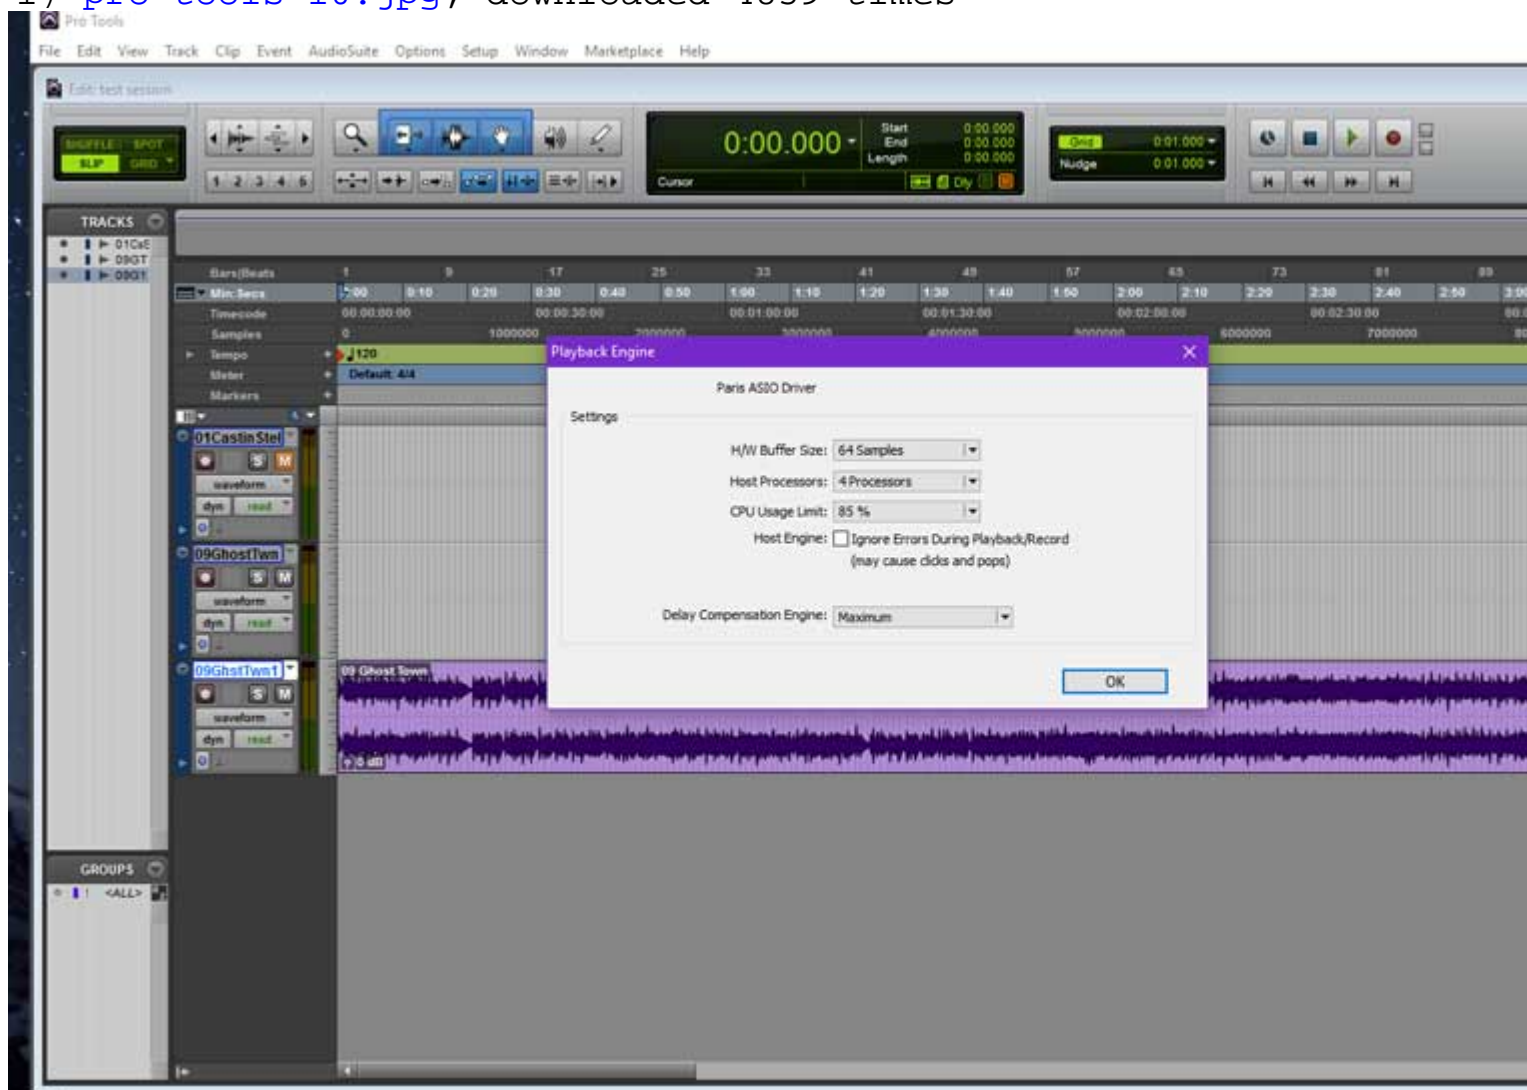 1) pro tools 10.jpg, downloaded 4659 times
Pro Tools
File Edit View Track Clip Event AudioSuite Options Setup Window Marketplace Help
Edit: test session
SHUFFLE SPOT
SLIP GRID
1 2 3 4 5
0:00.000
Start 0:00.000
End 0:00.000
Length 0:00.000
Cursor
Dly
Grid 0:01.000
Nudge 0:01.000
TRACKS
01CsS
09GT
09G1
Bars|Beats 1 9 17 25 33 41 49 57 65 73 81 89
Min:Secs 0:00 0:10 0:20 0:30 0:40 0:50 1:00 1:10 1:20 1:30 1:40 1:50 2:00 2:10 2:20 2:30 2:40 2:50 3:00
Timecode 00:00:00:00 00:00:30:00 00:01:00:00 00:01:30:00 00:02:00:00 00:02:30:00
Samples 0 1000000 2000000 3000000 4000000 5000000 6000000 7000000
Tempo 120
Meter Default: 4/4
Markers
Playback Engine
Paris ASIO Driver
Settings
H/W Buffer Size: 64 Samples
Host Processors: 4 Processors
CPU Usage Limit: 85 %
Host Engine: Ignore Errors During Playback/Record
(may cause clicks and pops)
Delay Compensation Engine: Maximum
OK
01CastinStel
S M
waveform
dyn read
09GhostTwn
S M
waveform
dyn read
09GhstTwn1
S M
waveform
dyn read
09 Ghost Town
0 dB
GROUPS
! <ALL>